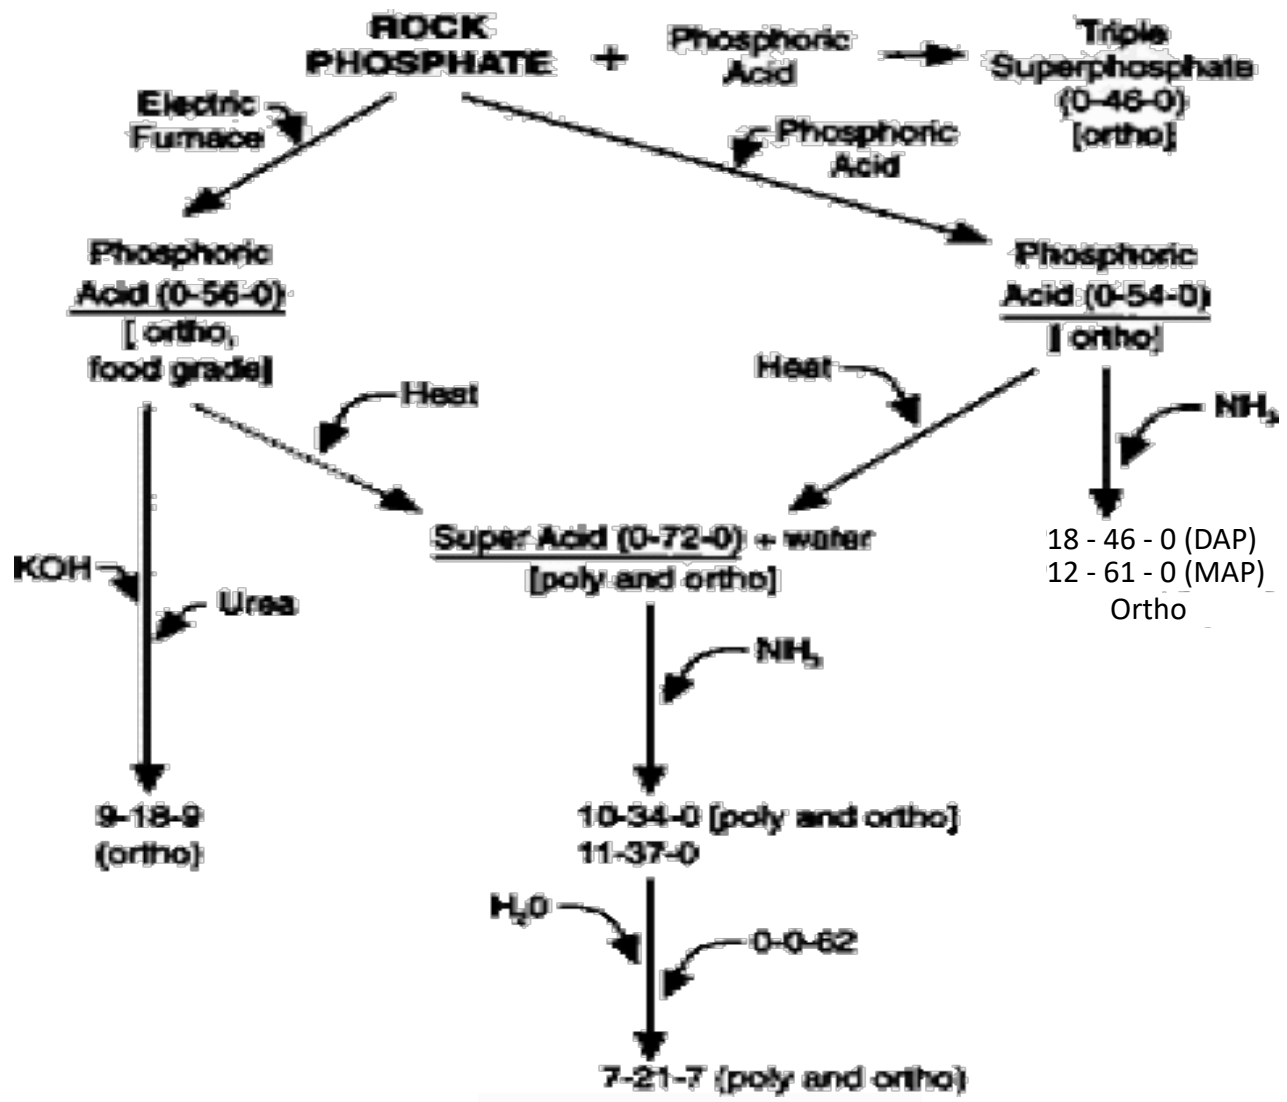 ROCK
PHOSPHATE
+
Phosphoric
Acid
Triple
Superphosphate
(0-46-0)
[ortho]
Electric
Furnace
Phosphoric
Acid
Phosphoric
Acid (0-56-0)
[ ortho,
food grade]
Phosphoric
Acid (0-54-0)
[ ortho]
Heat
Heat
NH₃
Super Acid (0-72-0) + water
[poly and ortho]
18 - 46 - 0 (DAP)
12 - 61 - 0 (MAP)
Ortho
KOH
Urea
NH₃
9-18-9
(ortho)
10-34-0 [poly and ortho]
11-37-0
H₂0
0-0-62
7-21-7 (poly and ortho)